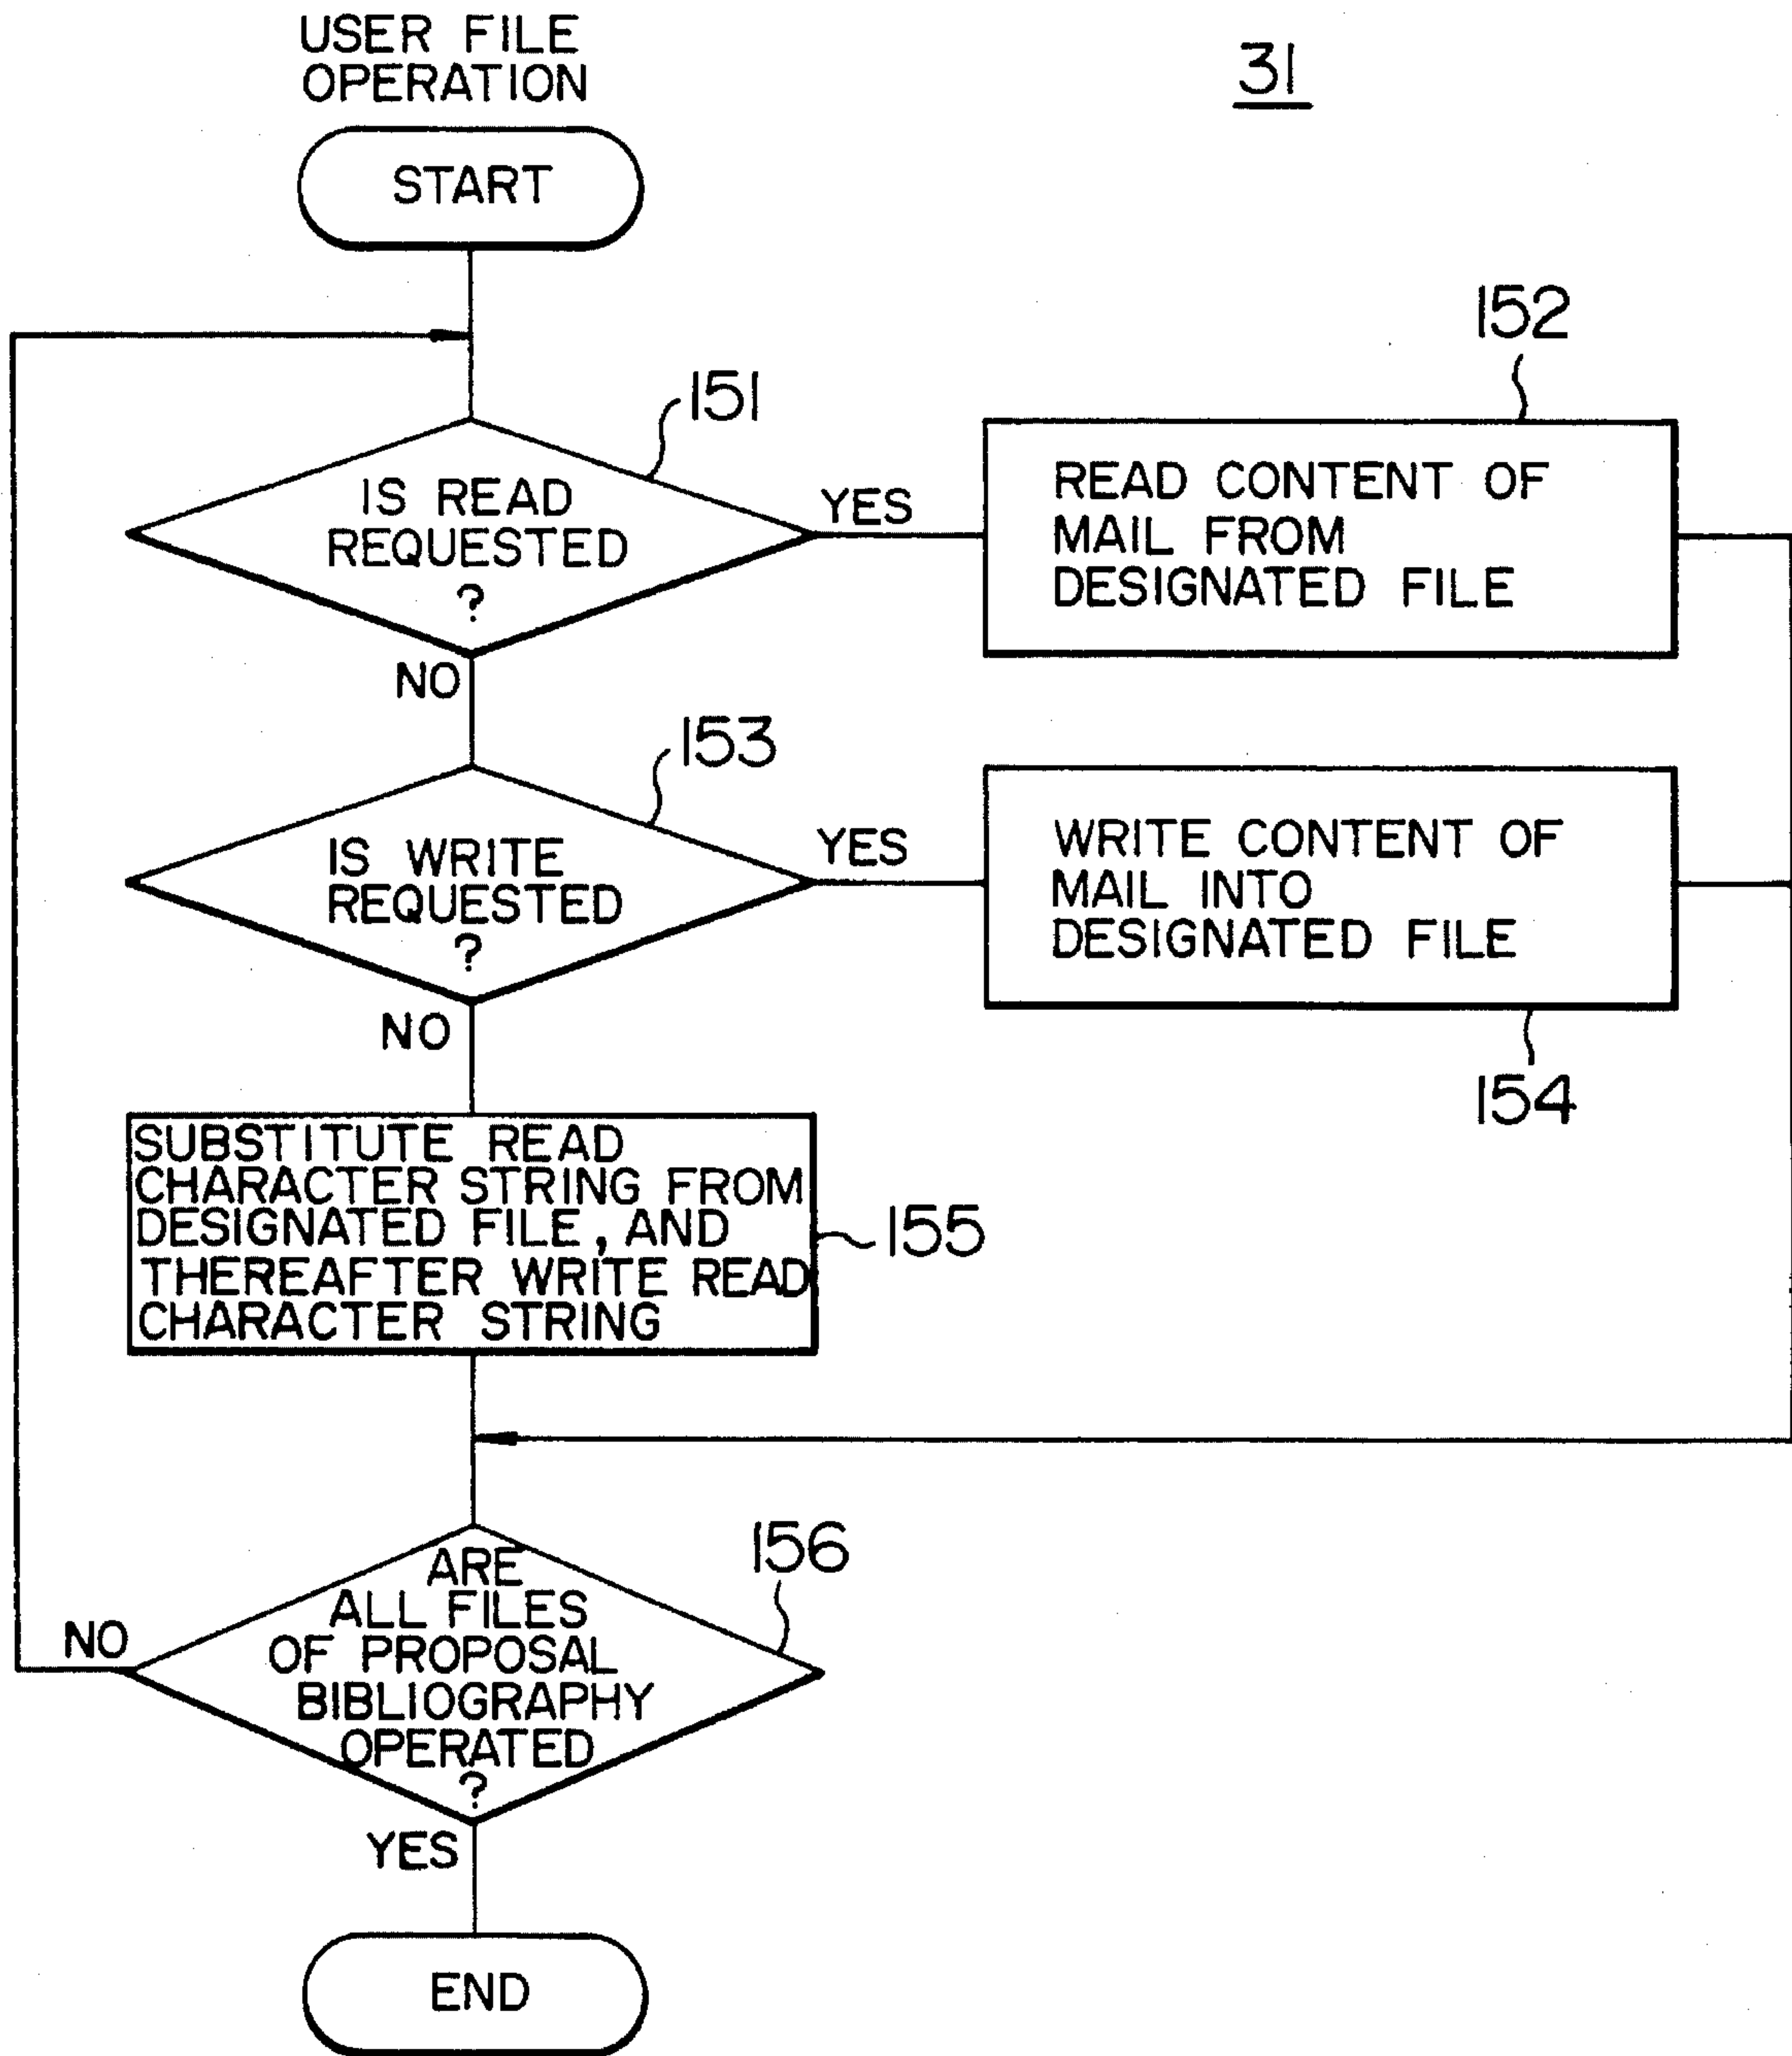 USER FILE
OPERATION
31
START
152
151
IS READ
REQUESTED
?
YES
READ CONTENT OF
MAIL FROM
DESIGNATED FILE
NO
153
IS WRITE
REQUESTED
?
YES
WRITE CONTENT OF
MAIL INTO
DESIGNATED FILE
NO
154
SUBSTITUTE READ
CHARACTER STRING FROM
DESIGNATED FILE, AND
THEREAFTER WRITE READ
CHARACTER STRING
155
156
ARE
ALL FILES
OF PROPOSAL
BIBLIOGRAPHY
OPERATED
?
NO
YES
END